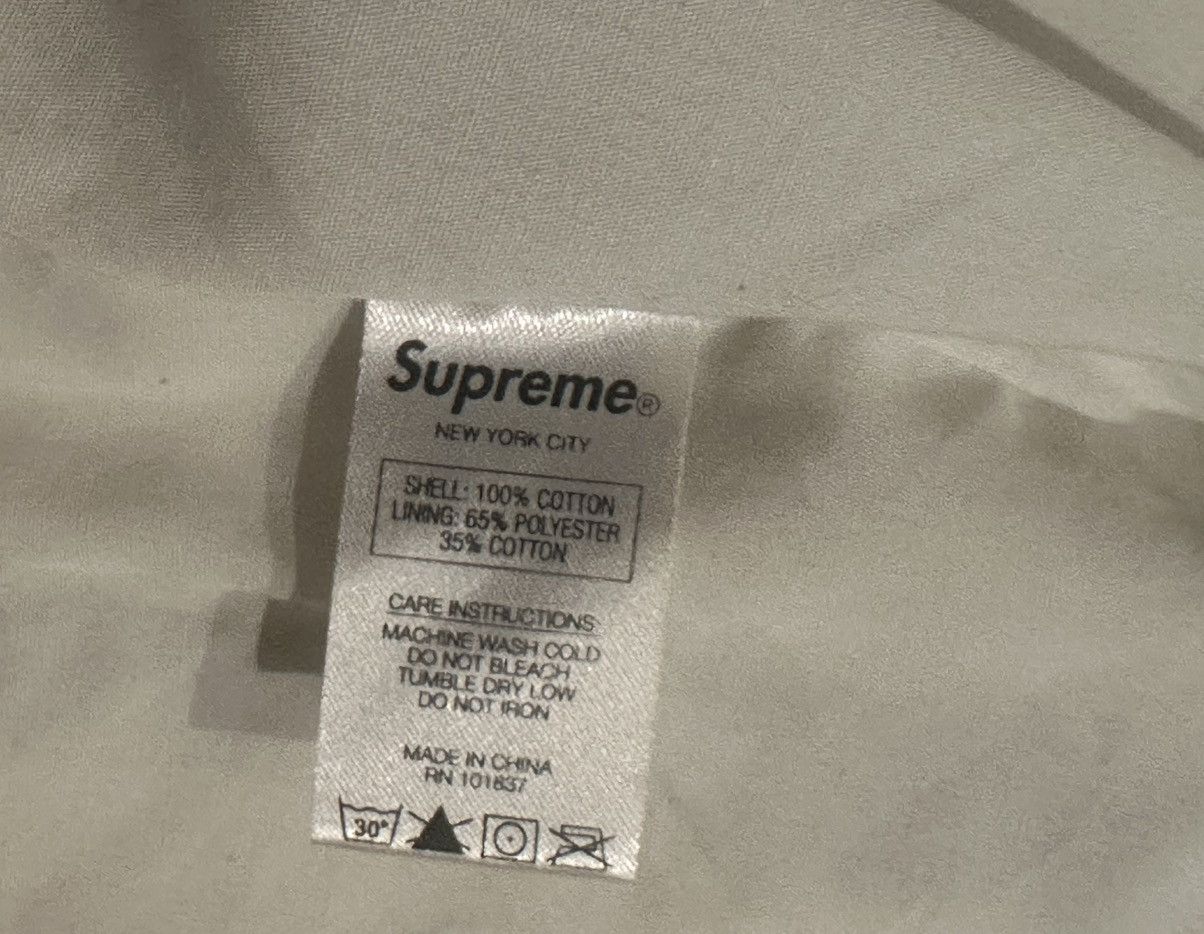 Supreme®
NEW YORK CITY
SHELL: 100% COTTON
LINING: 65% POLYESTER
35% COTTON
CARE INSTRUCTIONS:
MACHINE WASH COLD
DO NOT BLEACH
TUMBLE DRY LOW
DO NOT IRON
MADE IN CHINA
RN 101837
30°